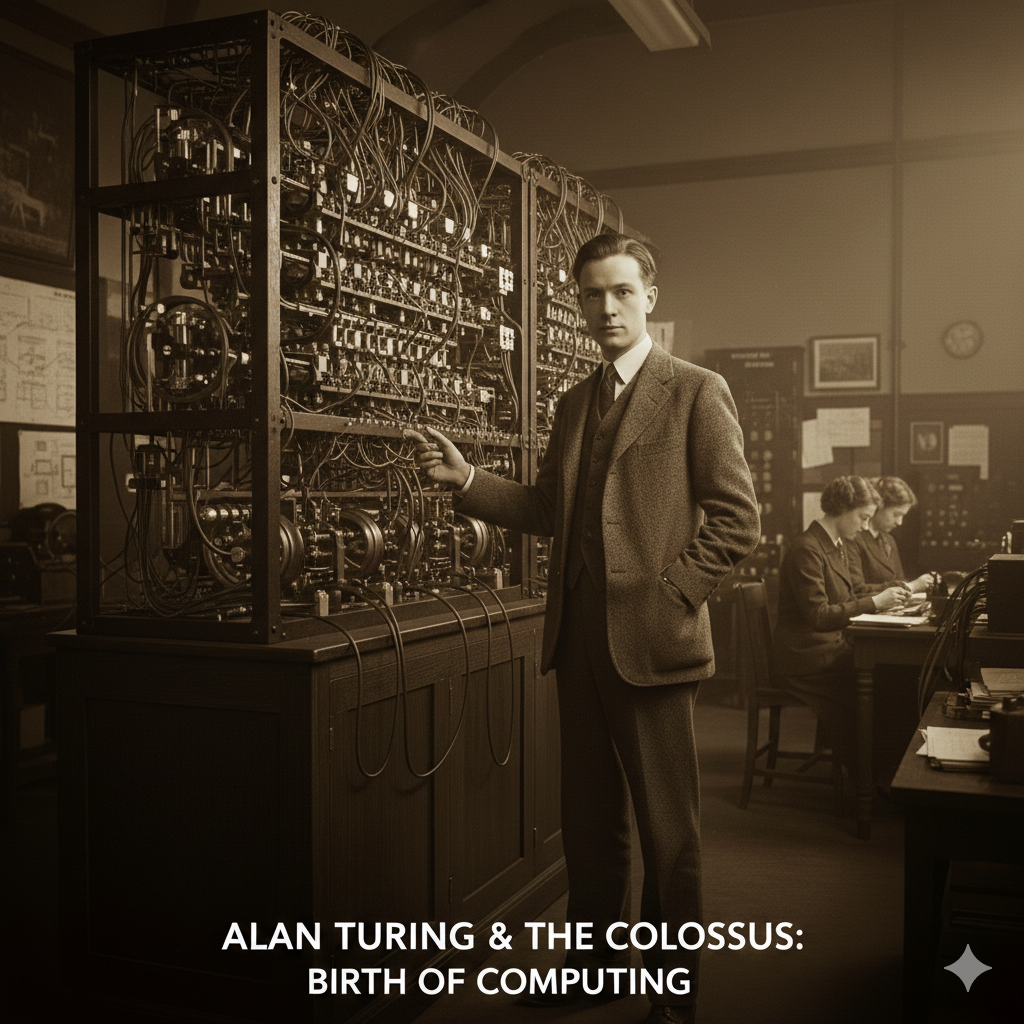 ALAN TURING & THE COLOSSUS:
BIRTH OF COMPUTING